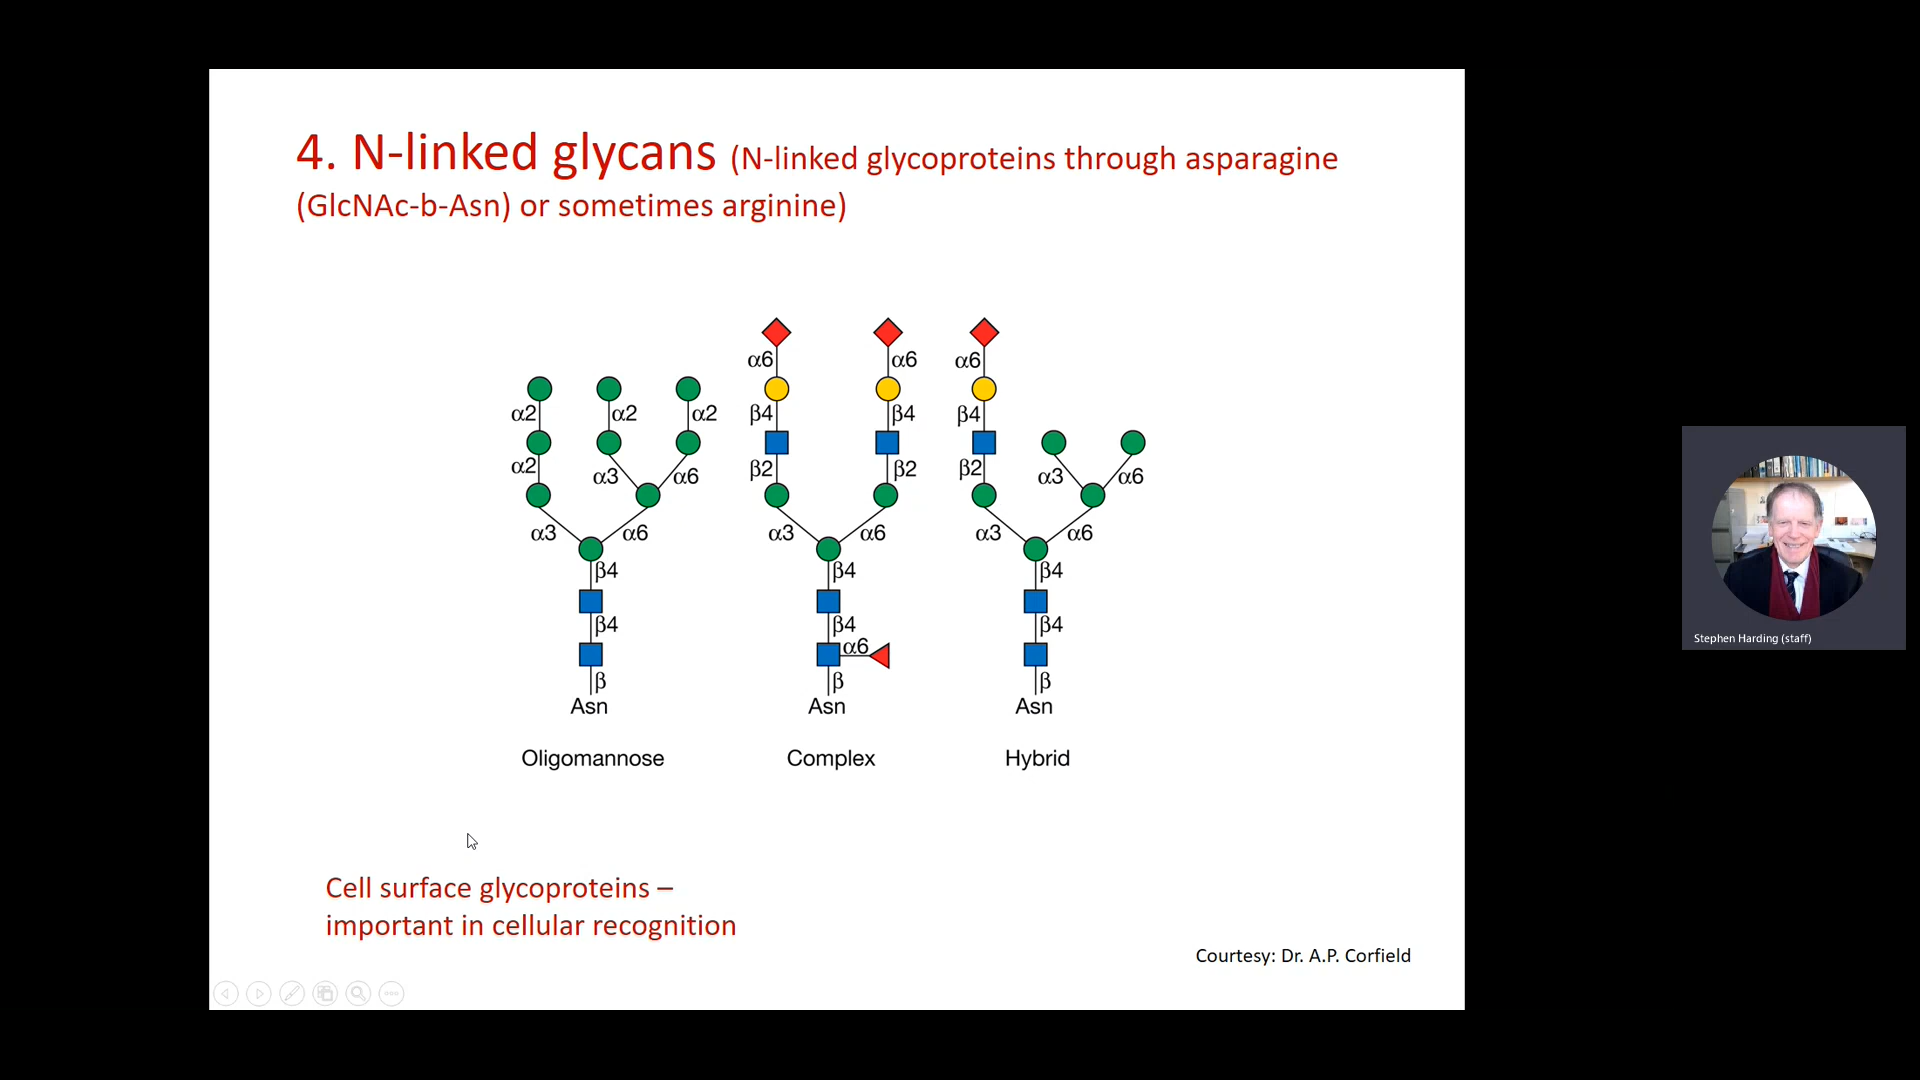 4. N-linked glycans (N-linked glycoproteins through asparagine
(GlcNAc-b-Asn) or sometimes arginine)
α6 α6 α6
α2 α2 α2 β4 β4 β4
α2 α3 α6 β2 β2 β2 α3 α6
α3 α6 α3 α6 α3 α6
β4 β4 β4
β4 β4 β4
α6
β β β
Asn Asn Asn
Oligomannose Complex Hybrid
Cell surface glycoproteins –
important in cellular recognition
Courtesy: Dr. A.P. Corfield
Stephen Harding (staff)